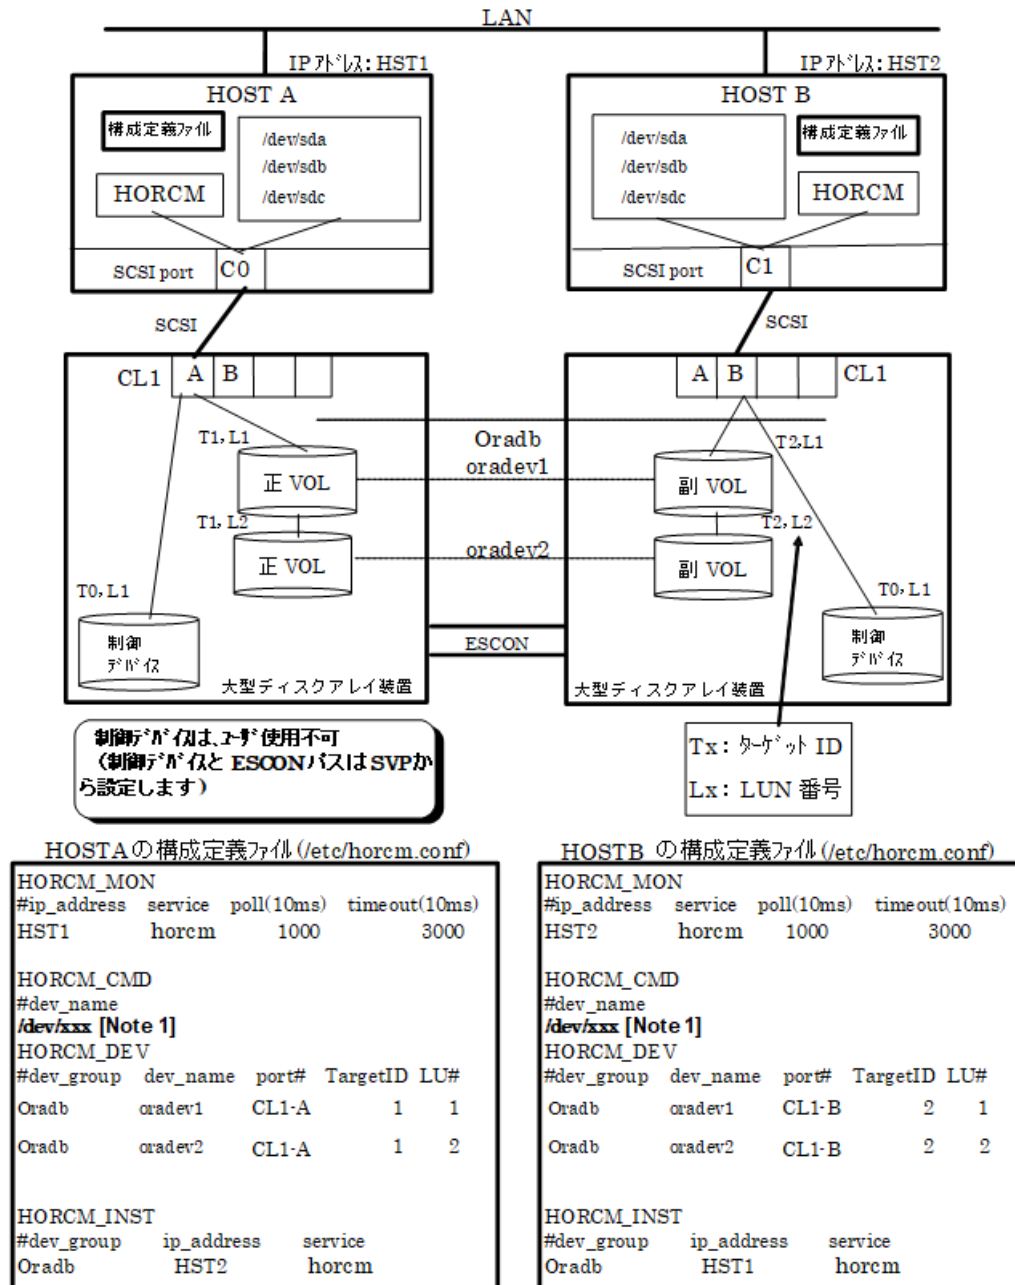 LAN
IPアドレス: HST1
IPアドレス: HST2
HOST A
HOST B
構成定義ファイル
/dev/sda
/dev/sdb
/dev/sdc
HORCM
SCSI port
C0
/dev/sda
/dev/sdb
/dev/sdc
構成定義ファイル
HORCM
SCSI port
C1
SCSI
SCSI
CL1
A
B
A
B
CL1
T1, L1
Oradb
oradev1
T2,L1
正 VOL
副 VOL
T1, L2
T2, L2
oradev2
正 VOL
副 VOL
T0, L1
T0, L1
制御
デバイス
ESCON
制御
デバイス
大型ディスクアレイ装置
大型ディスクアレイ装置
制御デバイスは、ユーザ使用不可
(制御デバイスと ESCONパスはSVPか
ら設定します)
Tx: ターゲット ID
Lx: LUN 番号
HOSTAの構成定義ファイル(/etc/horcm.conf)
HORCM_MON
#ip_address service poll(10ms) timeout(10ms)
HST1 horcm 1000 3000
HORCM_CMD
#dev_name
/dev/xxx [Note 1]
HORCM_DEV
#dev_group dev_name port# TargetID LU#
Oradb oradev1 CL1-A 1 1
Oradb oradev2 CL1-A 1 2
HORCM_INST
#dev_group ip_address service
Oradb HST2 horcm
HOSTB の構成定義ファイル(/etc/horcm.conf)
HORCM_MON
#ip_address service poll(10ms) timeout(10ms)
HST2 horcm 1000 3000
HORCM_CMD
#dev_name
/dev/xxx [Note 1]
HORCM_DEV
#dev_group dev_name port# TargetID LU#
Oradb oradev1 CL1-B 2 1
Oradb oradev2 CL1-B 2 2
HORCM_INST
#dev_group ip_address service
Oradb HST1 horcm